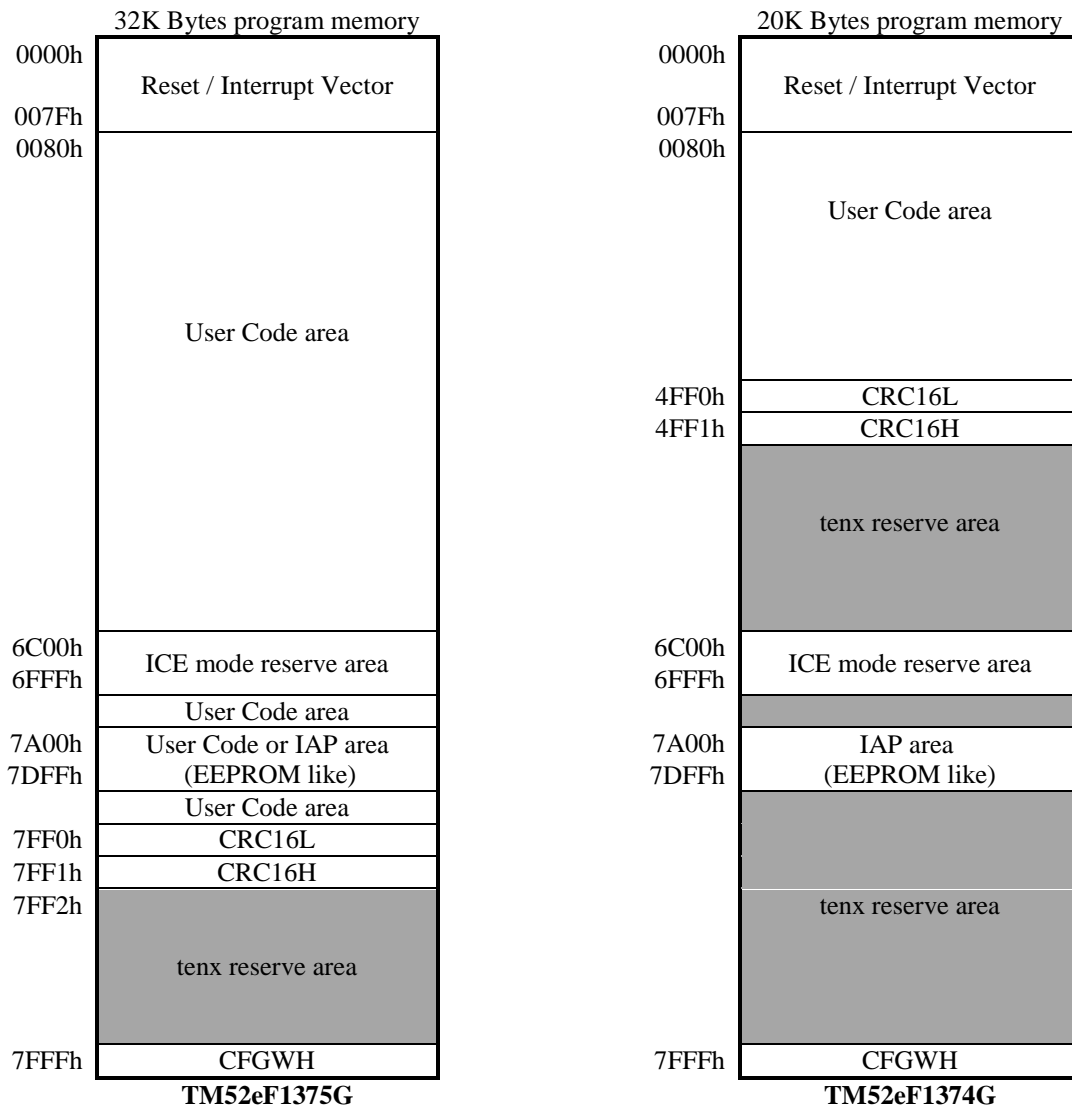 32K Bytes program memory
0000h
Reset / Interrupt Vector
007Fh
0080h
User Code area
6C00h
ICE mode reserve area
6FFFh
User Code area
7A00h
User Code or IAP area
7DFFh
(EEPROM like)
User Code area
7FF0h
CRC16L
7FF1h
CRC16H
7FF2h
tenx reserve area
7FFFh
CFGWH
TM52eF1375G
20K Bytes program memory
0000h
Reset / Interrupt Vector
007Fh
0080h
User Code area
4FF0h
CRC16L
4FF1h
CRC16H
tenx reserve area
6C00h
ICE mode reserve area
6FFFh
7A00h
IAP area
7DFFh
(EEPROM like)
tenx reserve area
7FFFh
CFGWH
TM52eF1374G